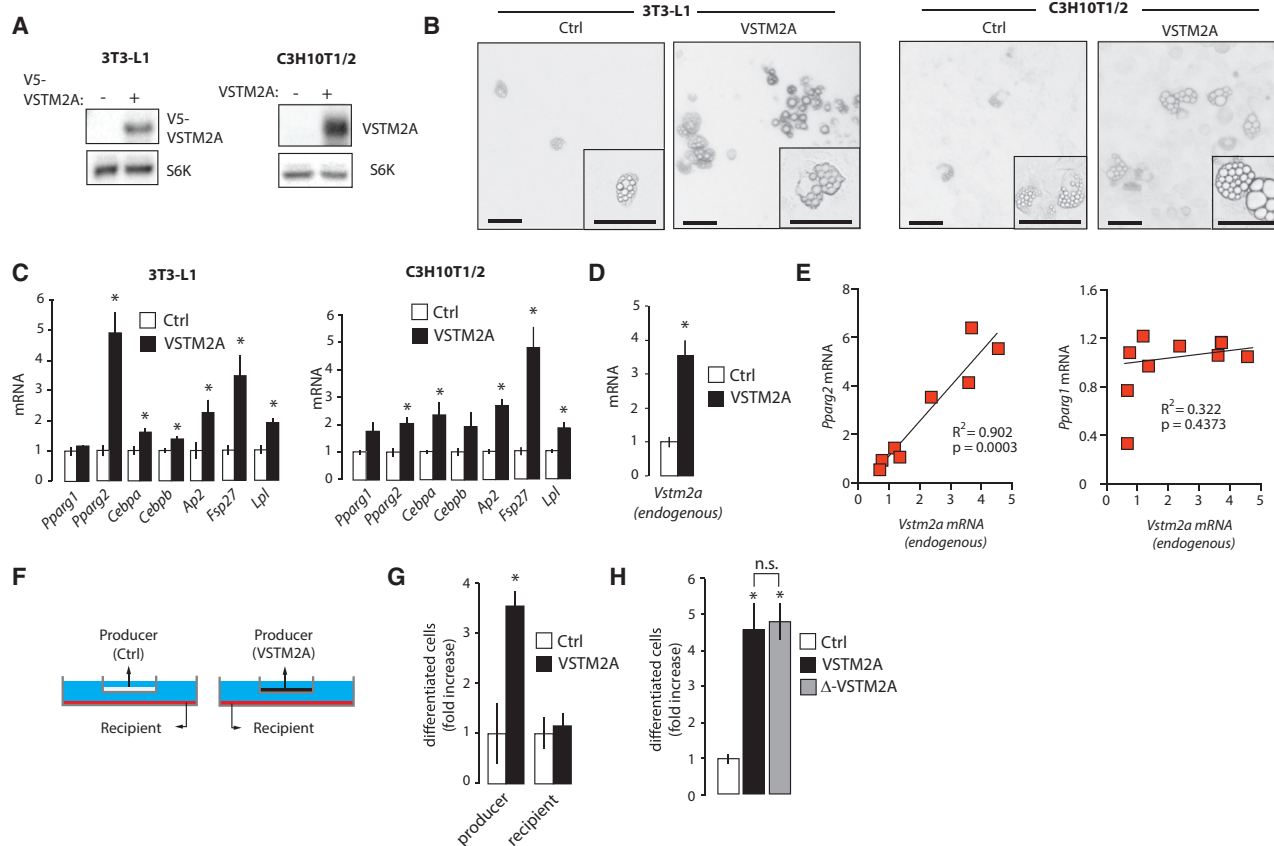 A
3T3-L1
V5-
VSTM2A:
-
+
V5-
VSTM2A
S6K
C3H10T1/2
VSTM2A:
-
+
VSTM2A
S6K
B
3T3-L1
Ctrl
VSTM2A
C3H10T1/2
Ctrl
VSTM2A
C
3T3-L1
mRNA
6
5
4
3
2
1
0
Ctrl
VSTM2A
*
*
*
*
*
*
Pparg1
Pparg2
Cebpa
Cebpb
Ap2
Fsp27
Lpl
C3H10T1/2
mRNA
6
5
4
3
2
1
0
Ctrl
VSTM2A
*
*
*
*
*
Pparg1
Pparg2
Cebpa
Cebpb
Ap2
Fsp27
Lpl
D
mRNA
5
4
3
2
1
0
*
Ctrl
VSTM2A
Vstm2a
(endogenous)
E
Pparg2 mRNA
8
6
4
2
0
R2 = 0.902
p = 0.0003
0 1 2 3 4 5
Vstm2a mRNA
(endogenous)
Pparg1 mRNA
1.6
1.2
0.8
0.4
0
R2 = 0.322
p = 0.4373
0 1 2 3 4 5
Vstm2a mRNA
(endogenous)
F
Producer
(Ctrl)
Recipient
Producer
(VSTM2A)
Recipient
G
differentiated cells
(fold increase)
4
3
2
1
0
*
Ctrl
VSTM2A
producer
recipient
H
differentiated cells
(fold increase)
6
5
4
3
2
1
0
n.s.
*
*
Ctrl
VSTM2A
Δ-VSTM2A